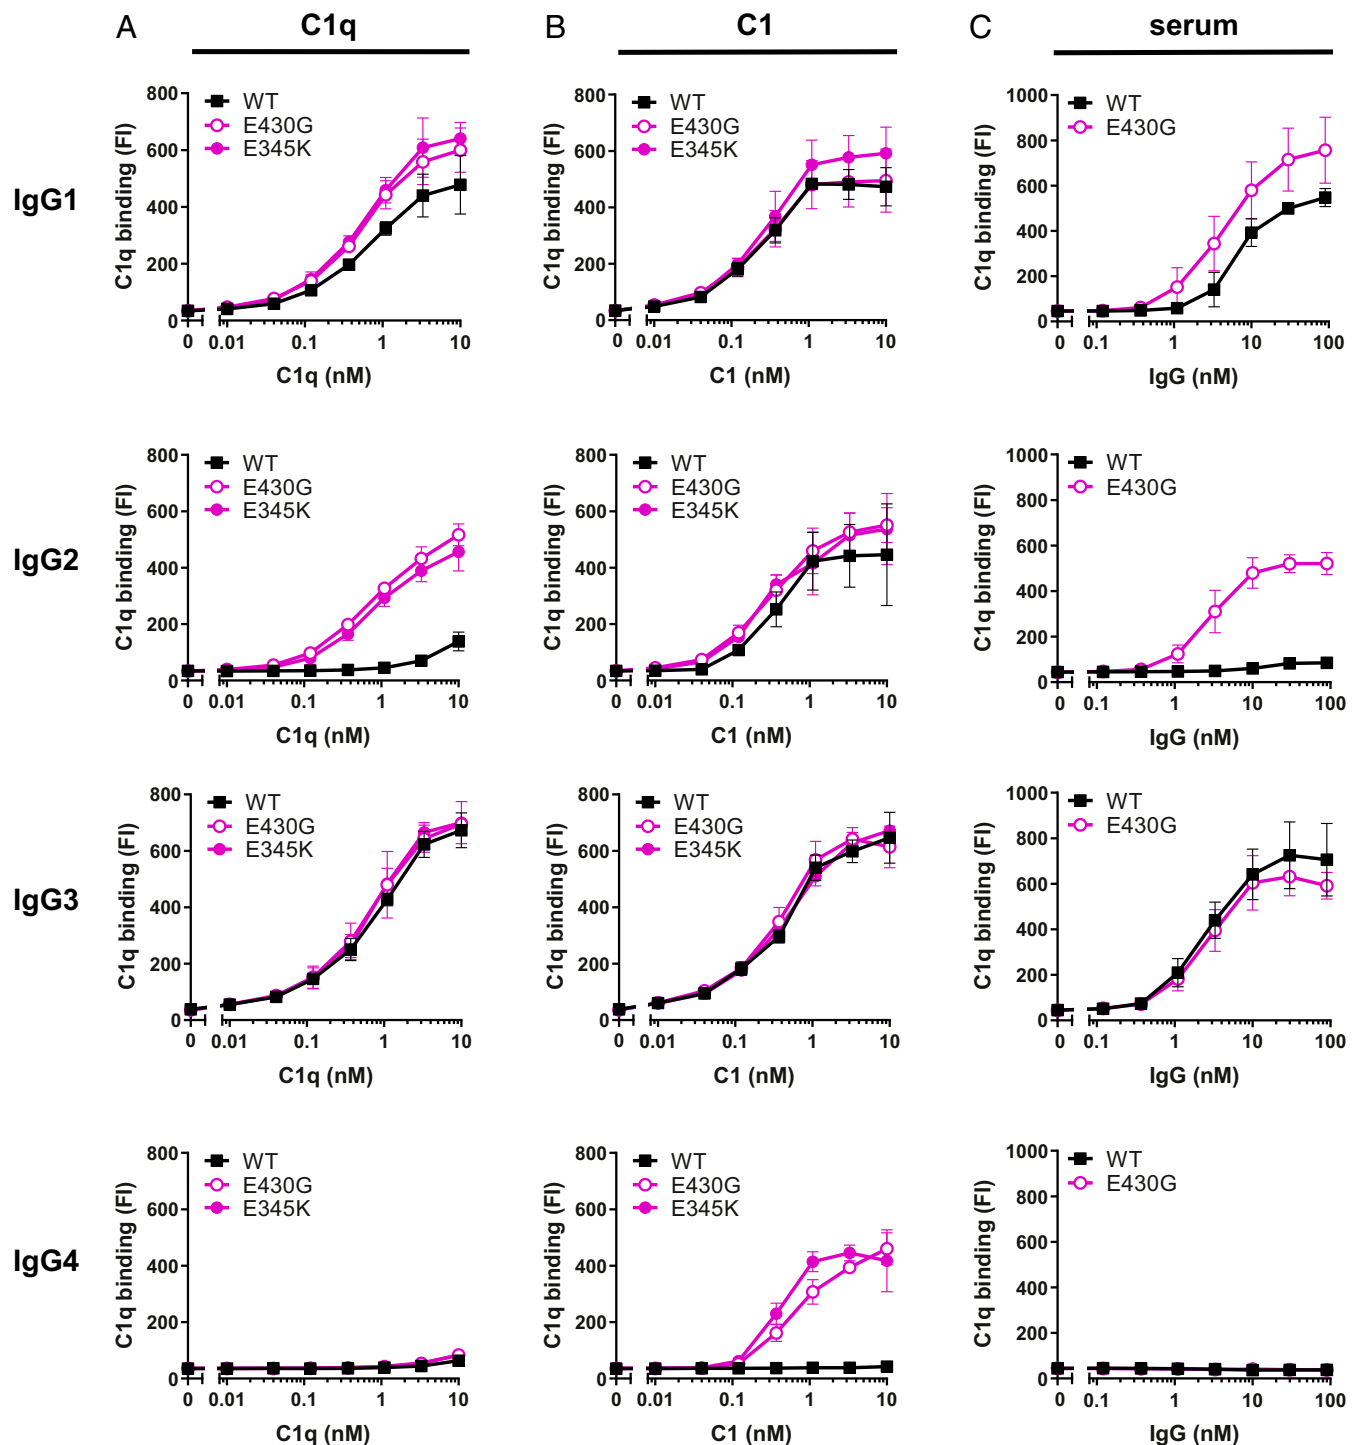 A C1q B C1 C serum
IgG1
C1q binding (FI)
800
600
400
200
0
WT
E430G
E345K
0 0.01 0.1 1 10
C1q (nM)
C1q binding (FI)
800
600
400
200
0
WT
E430G
E345K
0 0.01 0.1 1 10
C1 (nM)
C1q binding (FI)
1000
800
600
400
200
0
WT
E430G
0 0.1 1 10 100
IgG (nM)
IgG2
C1q binding (FI)
800
600
400
200
0
WT
E430G
E345K
0 0.01 0.1 1 10
C1q (nM)
C1q binding (FI)
800
600
400
200
0
WT
E430G
E345K
0 0.01 0.1 1 10
C1 (nM)
C1q binding (FI)
1000
800
600
400
200
0
WT
E430G
0 0.1 1 10 100
IgG (nM)
IgG3
C1q binding (FI)
800
600
400
200
0
WT
E430G
E345K
0 0.01 0.1 1 10
C1q (nM)
C1q binding (FI)
800
600
400
200
0
WT
E430G
E345K
0 0.01 0.1 1 10
C1 (nM)
C1q binding (FI)
1000
800
600
400
200
0
WT
E430G
0 0.1 1 10 100
IgG (nM)
IgG4
C1q binding (FI)
800
600
400
200
0
WT
E430G
E345K
0 0.01 0.1 1 10
C1q (nM)
C1q binding (FI)
800
600
400
200
0
WT
E430G
E345K
0 0.01 0.1 1 10
C1 (nM)
C1q binding (FI)
1000
800
600
400
200
0
WT
E430G
0 0.1 1 10 100
IgG (nM)